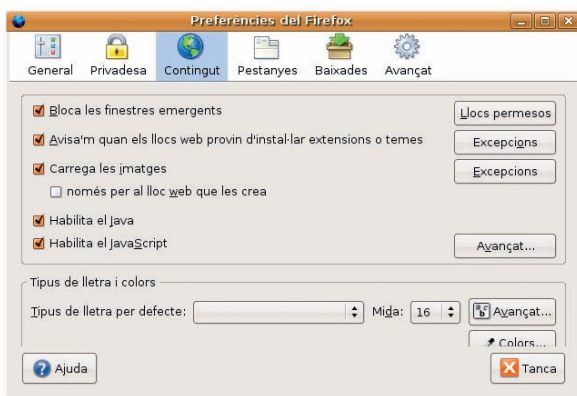 Preferències del Firefox
General Privadesa Contingut Pestanyes Baixades Avançat
Bloca les finestres emergents Llocs permesos
Avisa'm quan els llocs web provin d'instal·lar extensions o temes Excepcions
Carrega les imatges Excepcions
només per al lloc web que les crea
Habilita el Java
Habilita el JavaScript Avançat...
Tipus de lletra i colors
Tipus de lletra per defecte: Mida: 16 Avançat...
Colors...
Ajuda Tanca